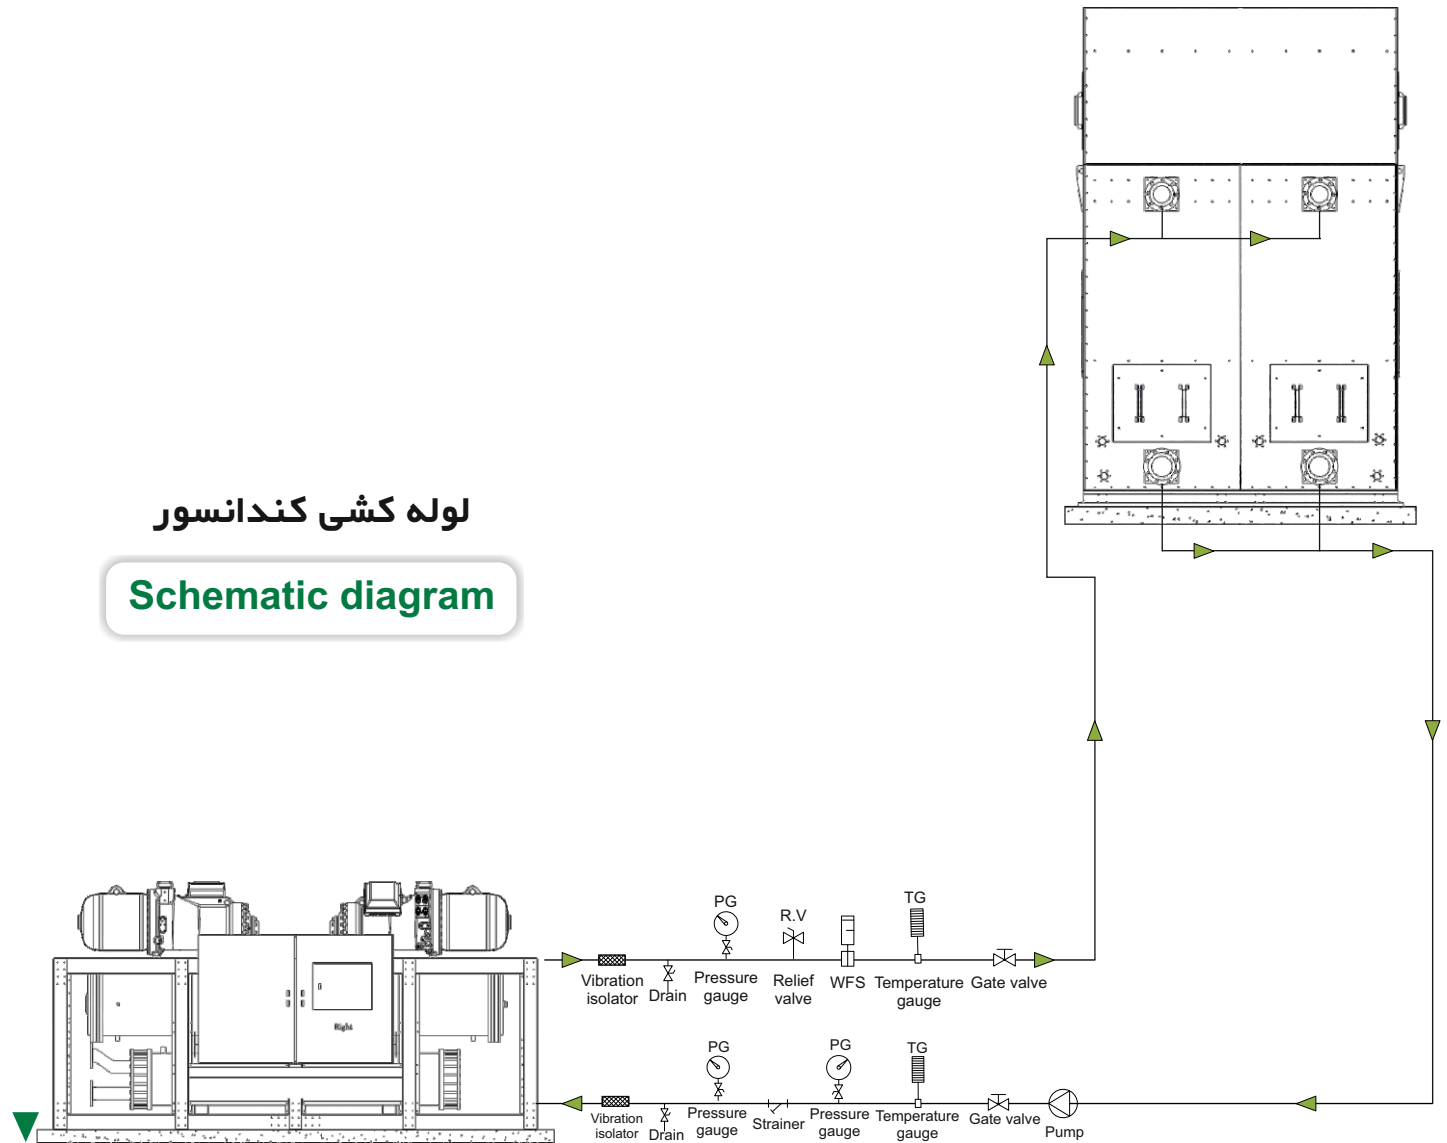 لوله کشی کندانسور
Schematic diagram
PG
R.V
TG
Vibration
isolator
Drain
Pressure
gauge
Relief
valve
WFS
Temperature
gauge
Gate valve
Right
PG
PG
TG
Vibration
isolator
Drain
Pressure
gauge
Strainer
Pressure
gauge
Temperature
gauge
Gate valve
Pump